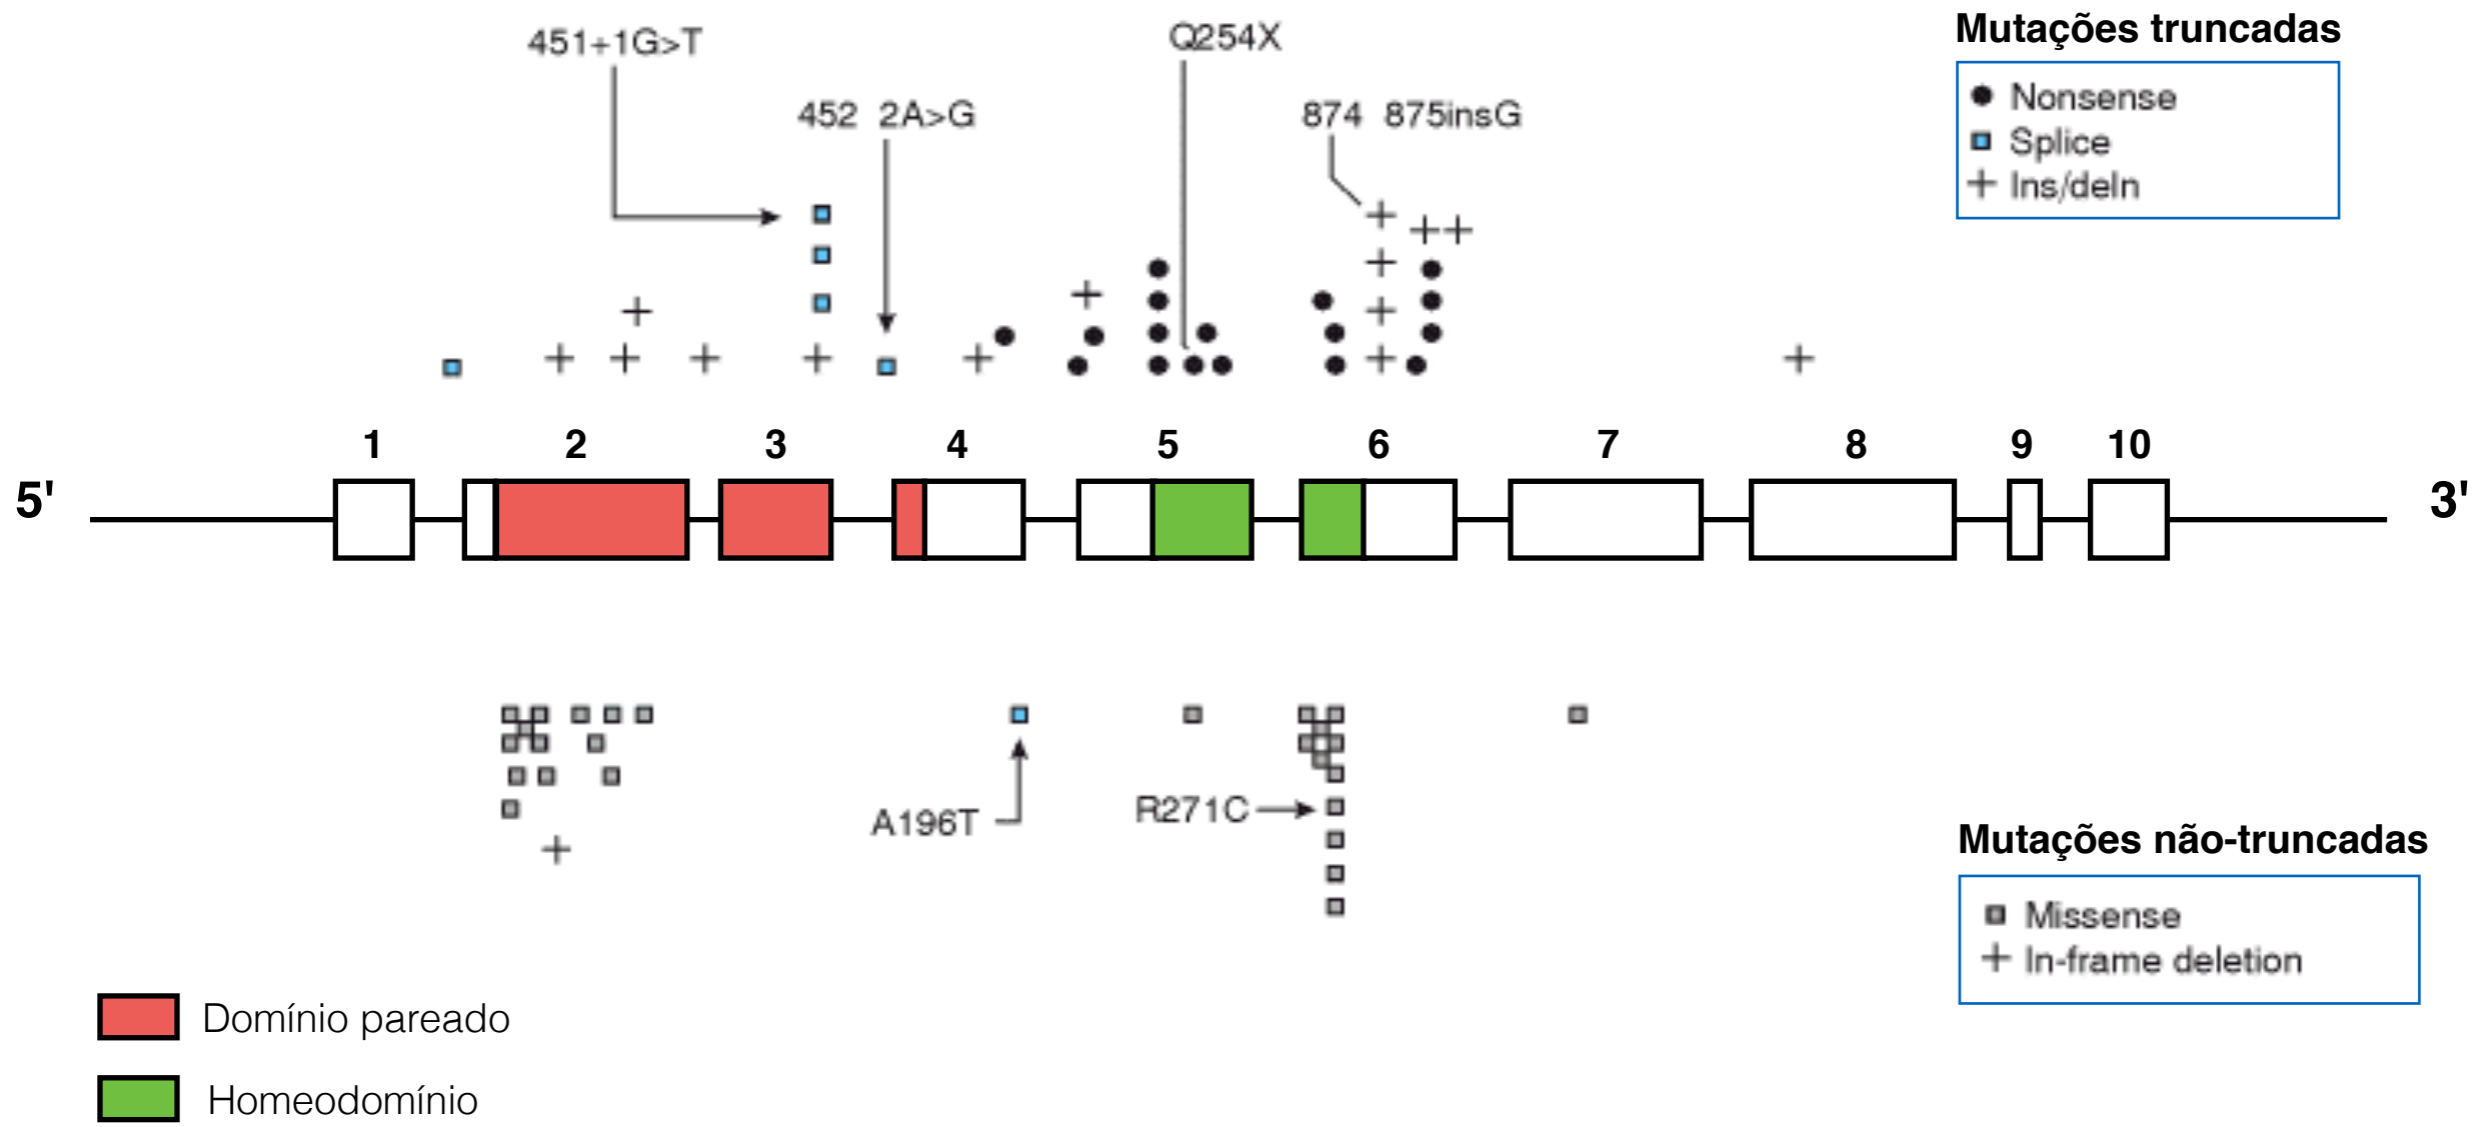 451+1G>T
Q254X
Mutações truncadas
Nonsense
Splice
Ins/deln
452 2A>G
874 875insG
1 2 3 4 5 6 7 8 9 10
5'
3'
A196T
R271C
Mutações não-truncadas
Missense
In-frame deletion
Domínio pareado
Homeodomínio